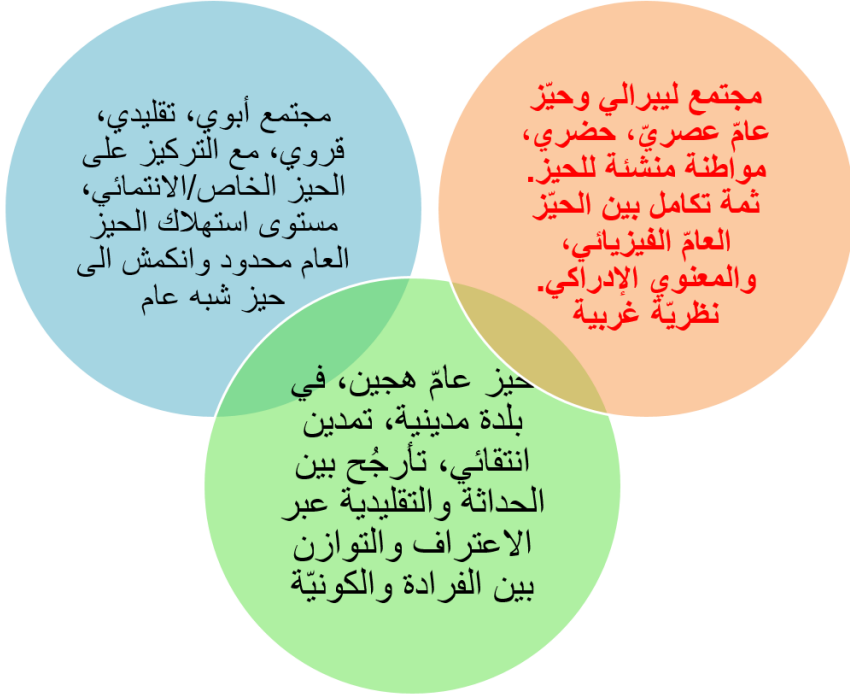 مجتمع ليبرالي وحيّز
عامّ عصريّ، حضري،
مواطنة منشئة للحيز.
ثمة تكامل بين الحيّز
العامّ الفيزيائي،
والمعنوي الإدراكي.
نظريّة غربية
مجتمع أبوي، تقليدي،
قروي، مع التركيز على
الحيز الخاص/الانتمائي،
مستوى استهلاك الحيز
العام محدود وانكمش الى
حيز شبه عام
حيز عامّ هجين، في
بلدة مدينية، تمدين
انتقائي، تأرجُح بين
الحداثة والتقليدية عبر
الاعتراف والتوازن
بين الفرادة والكونيّة